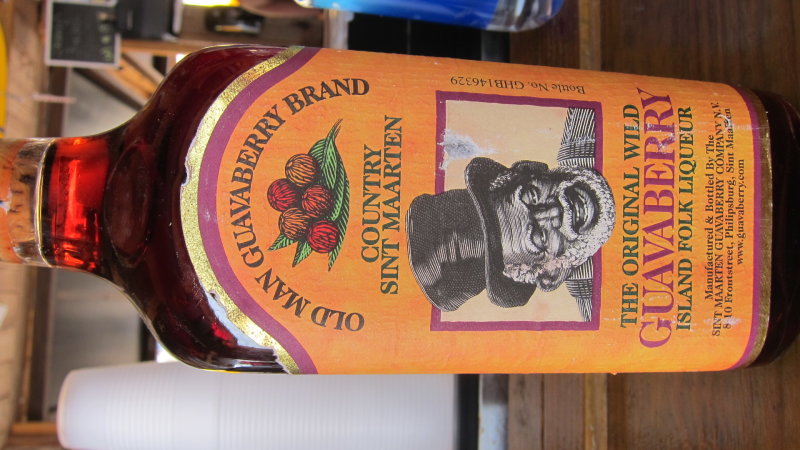 OLD MAN GUAVABERRY BRAND
COUNTRY
SINT MAARTEN
Bottle No. GHB146329
THE ORIGINAL WILD
GUAVABERRY
ISLAND FOLK LIQUEUR
Manufactured & Bottled By The
SINT MAARTEN GUAVABERRY COMPANY N.V.
8-10 Frontstreet, Philipsburg, Sint Maarten
www.guavaberry.com